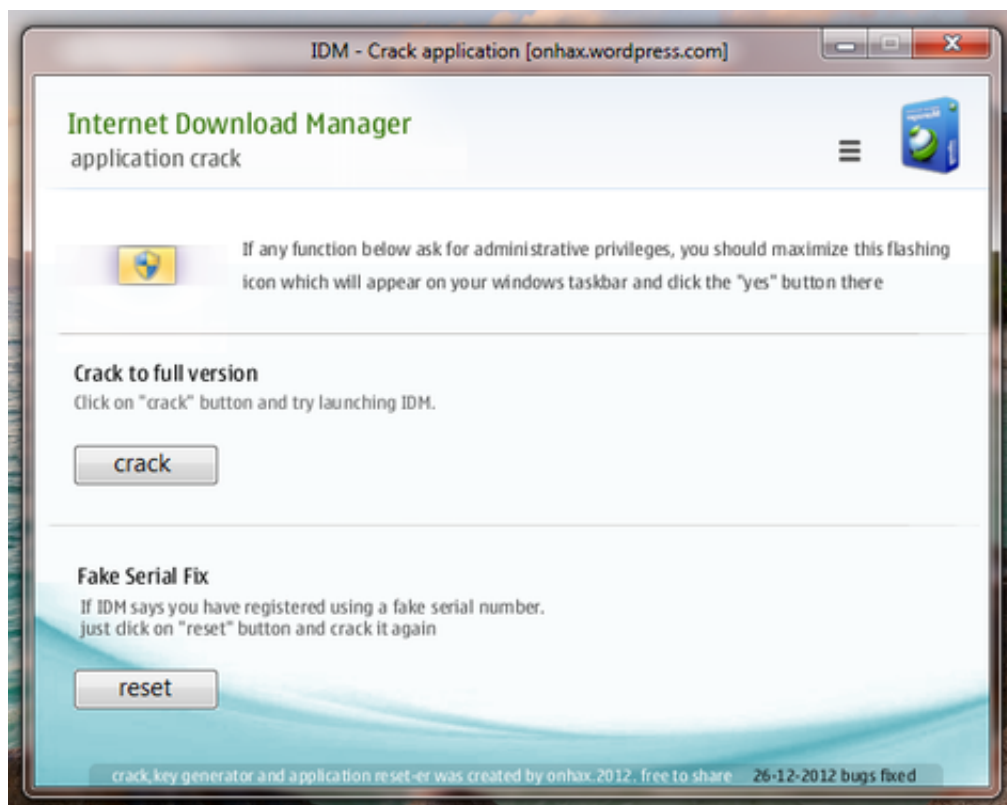 IDM - Crack application [onhax.wordpress.com]
Internet Download Manager
application crack
If any function below ask for administrative privileges, you should maximize this flashing
icon which will appear on your windows taskbar and click the "yes" button there
Crack to full version
Click on "crack" button and try launching IDM.
crack
Fake Serial Fix
If IDM says you have registered using a fake serial number.
just click on "reset" button and crack it again
reset
crack,key generator and application reset-er was created by onhax.2012. free to share 26-12-2012 bugs fixed